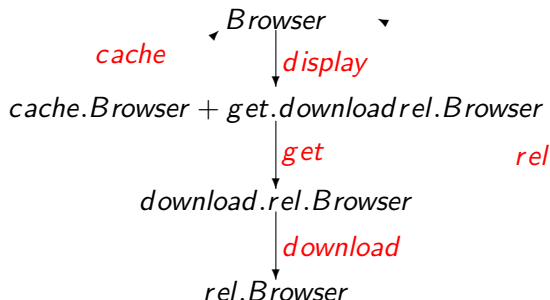 Browser
cache
display
cache.Browser + get.downloadrel.Browser
get
rel
download.rel.Browser
download
rel.Browser